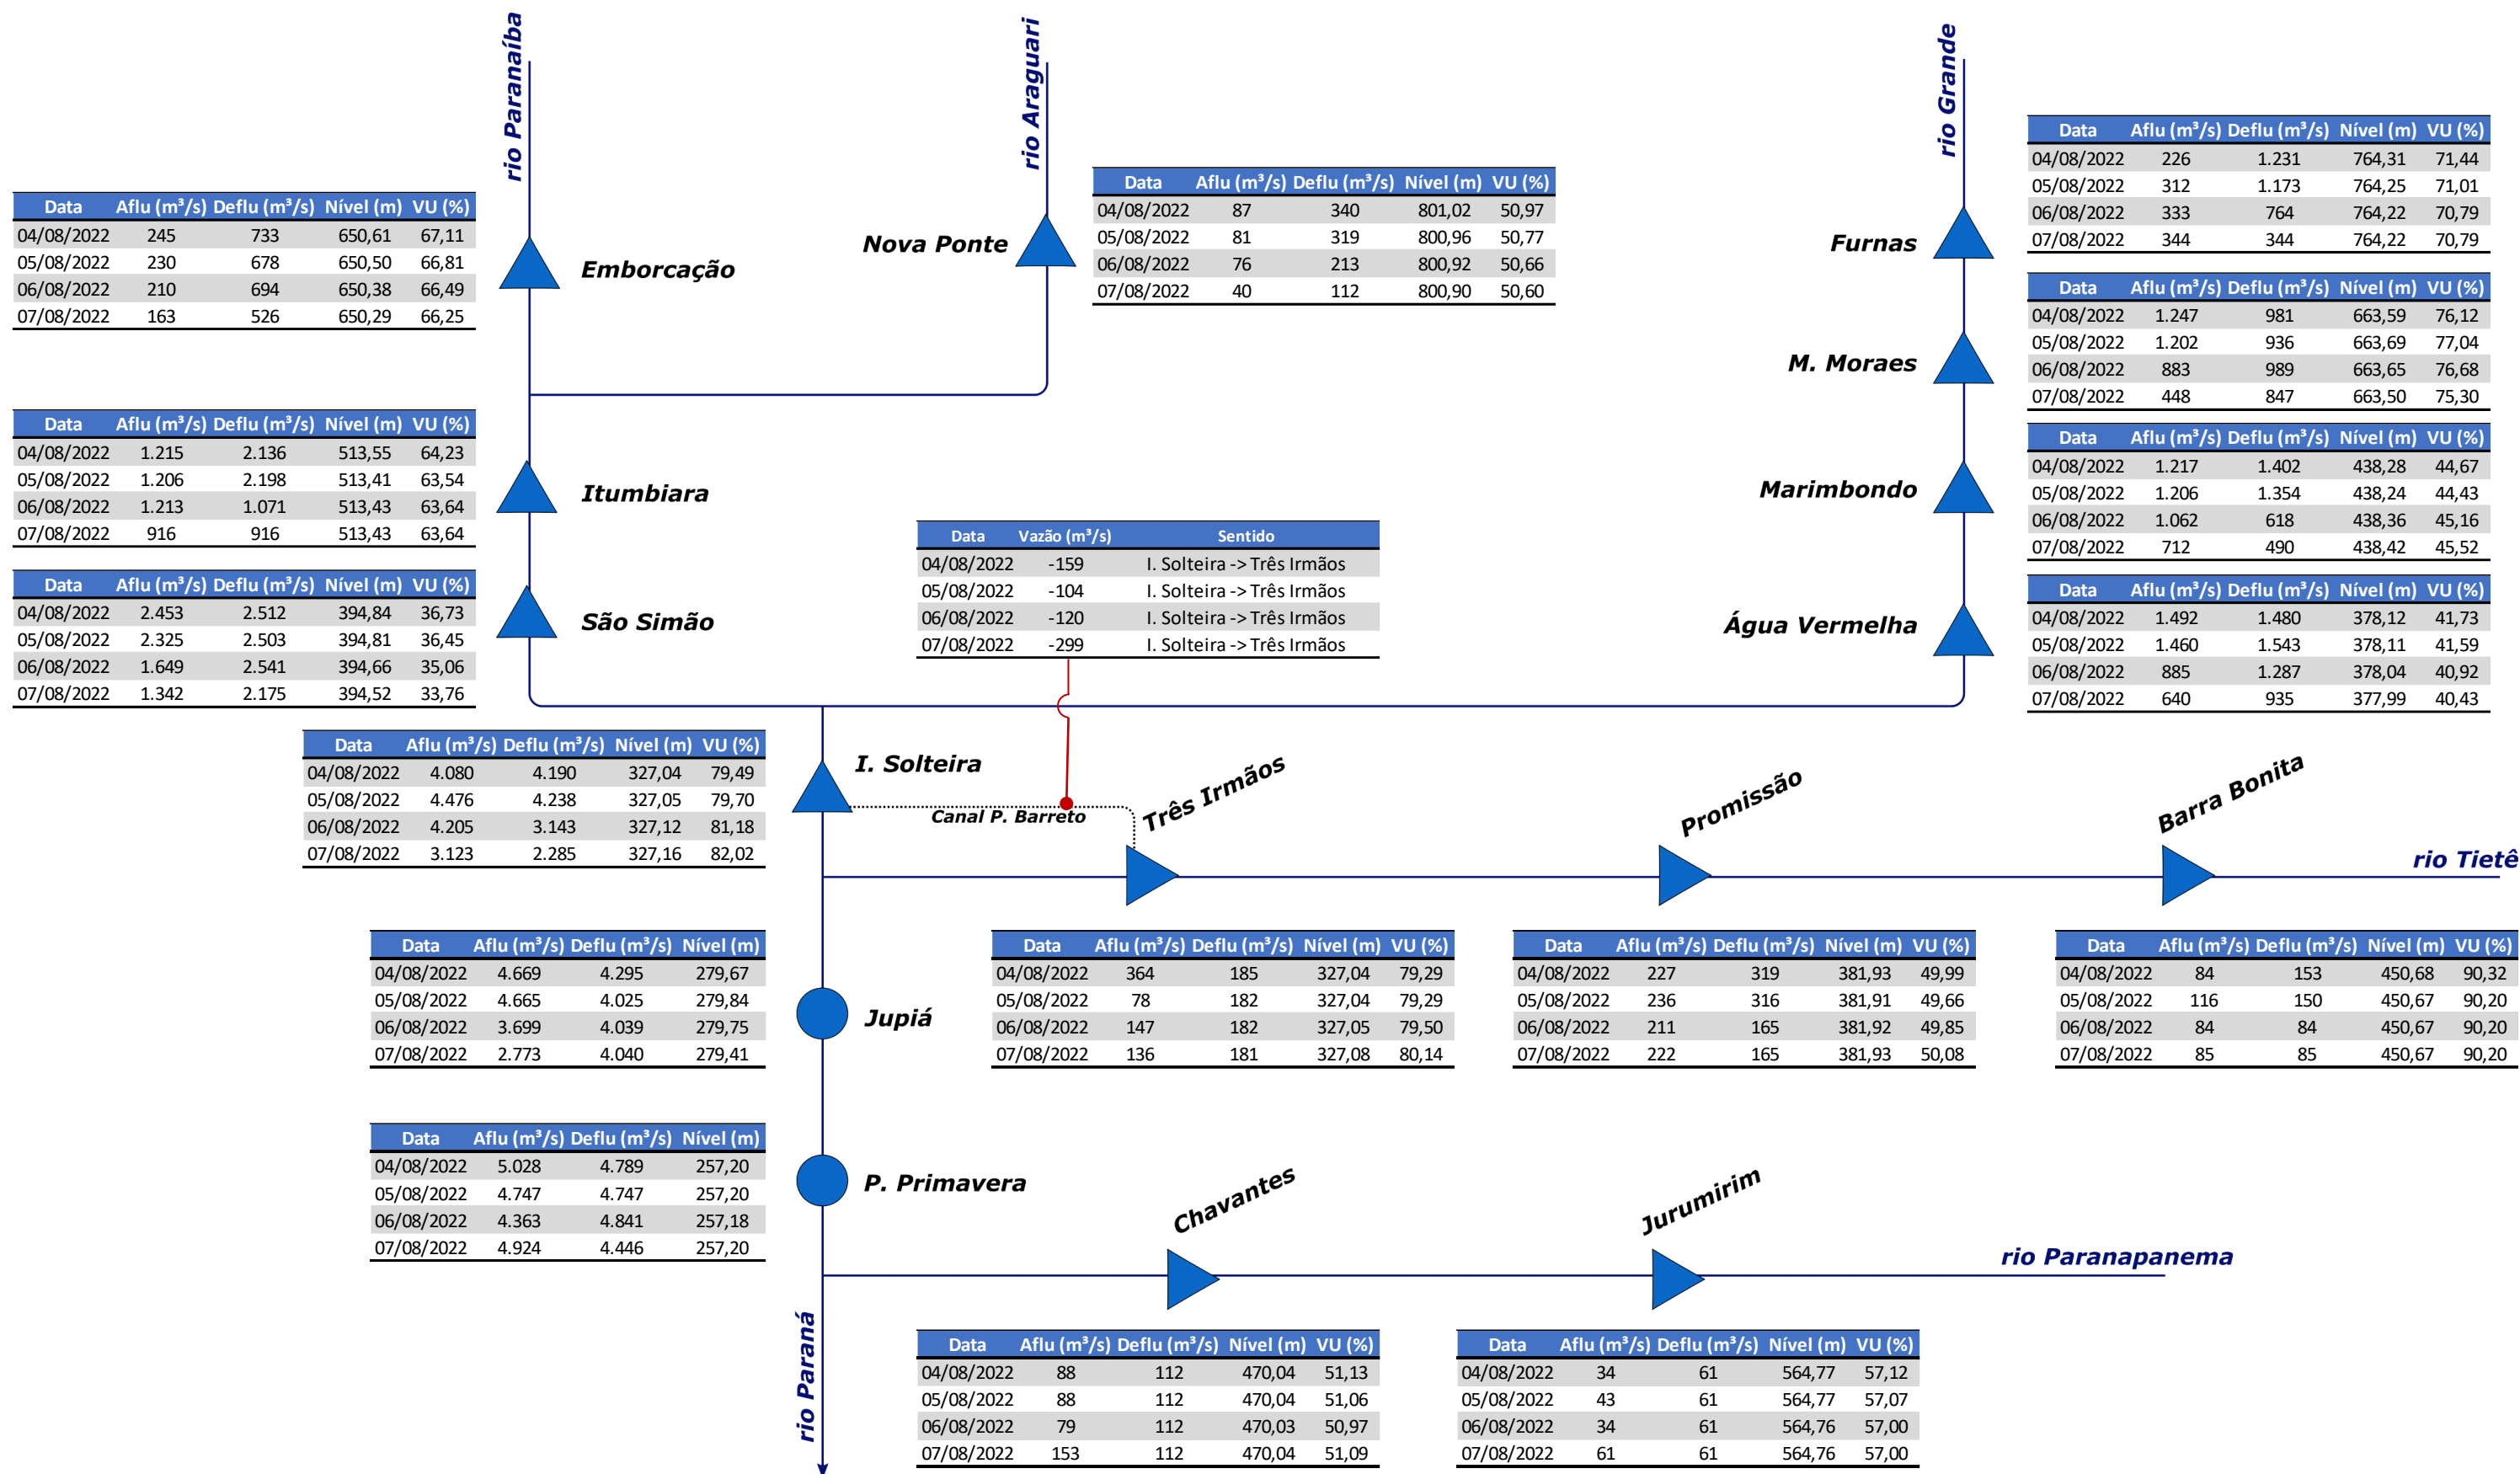 rio Paranaíba
rio Araguari
rio Grande
Data Aflu (m³/s) Deflu (m³/s) Nível (m) VU (%)
04/08/2022 245 733 650,61 67,11
05/08/2022 230 678 650,50 66,81
06/08/2022 210 694 650,38 66,49
07/08/2022 163 526 650,29 66,25
Emborcação
Nova Ponte
Data Aflu (m³/s) Deflu (m³/s) Nível (m) VU (%)
04/08/2022 87 340 801,02 50,97
05/08/2022 81 319 800,96 50,77
06/08/2022 76 213 800,92 50,66
07/08/2022 40 112 800,90 50,60
Furnas
Data Aflu (m³/s) Deflu (m³/s) Nível (m) VU (%)
04/08/2022 226 1.231 764,31 71,44
05/08/2022 312 1.173 764,25 71,01
06/08/2022 333 764 764,22 70,79
07/08/2022 344 344 764,22 70,79
M. Moraes
Data Aflu (m³/s) Deflu (m³/s) Nível (m) VU (%)
04/08/2022 1.247 981 663,59 76,12
05/08/2022 1.202 936 663,69 77,04
06/08/2022 883 989 663,65 76,68
07/08/2022 448 847 663,50 75,30
Data Aflu (m³/s) Deflu (m³/s) Nível (m) VU (%)
04/08/2022 1.215 2.136 513,55 64,23
05/08/2022 1.206 2.198 513,41 63,54
06/08/2022 1.213 1.071 513,43 63,64
07/08/2022 916 916 513,43 63,64
Itumbiara
Marimbondo
Data Aflu (m³/s) Deflu (m³/s) Nível (m) VU (%)
04/08/2022 1.217 1.402 438,28 44,67
05/08/2022 1.206 1.354 438,24 44,43
06/08/2022 1.062 618 438,36 45,16
07/08/2022 712 490 438,42 45,52
Data Aflu (m³/s) Deflu (m³/s) Nível (m) VU (%)
04/08/2022 2.453 2.512 394,84 36,73
05/08/2022 2.325 2.503 394,81 36,45
06/08/2022 1.649 2.541 394,66 35,06
07/08/2022 1.342 2.175 394,52 33,76
São Simão
Data Vazão (m³/s) Sentido
04/08/2022 -159 I. Solteira -> Três Irmãos
05/08/2022 -104 I. Solteira -> Três Irmãos
06/08/2022 -120 I. Solteira -> Três Irmãos
07/08/2022 -299 I. Solteira -> Três Irmãos
Água Vermelha
Data Aflu (m³/s) Deflu (m³/s) Nível (m) VU (%)
04/08/2022 1.492 1.480 378,12 41,73
05/08/2022 1.460 1.543 378,11 41,59
06/08/2022 885 1.287 378,04 40,92
07/08/2022 640 935 377,99 40,43
Data Aflu (m³/s) Deflu (m³/s) Nível (m) VU (%)
04/08/2022 4.080 4.190 327,04 79,49
05/08/2022 4.476 4.238 327,05 79,70
06/08/2022 4.205 3.143 327,12 81,18
07/08/2022 3.123 2.285 327,16 82,02
I. Solteira
Canal P. Barreto
Três Irmãos
Promissão
Barra Bonita
rio Tietê
Data Aflu (m³/s) Deflu (m³/s) Nível (m)
04/08/2022 4.669 4.295 279,67
05/08/2022 4.665 4.025 279,84
06/08/2022 3.699 4.039 279,75
07/08/2022 2.773 4.040 279,41
Jupiá
Data Aflu (m³/s) Deflu (m³/s) Nível (m) VU (%)
04/08/2022 364 185 327,04 79,29
05/08/2022 78 182 327,04 79,29
06/08/2022 147 182 327,05 79,50
07/08/2022 136 181 327,08 80,14
Data Aflu (m³/s) Deflu (m³/s) Nível (m) VU (%)
04/08/2022 227 319 381,93 49,99
05/08/2022 236 316 381,91 49,66
06/08/2022 211 165 381,92 49,85
07/08/2022 222 165 381,93 50,08
Data Aflu (m³/s) Deflu (m³/s) Nível (m) VU (%)
04/08/2022 84 153 450,68 90,32
05/08/2022 116 150 450,67 90,20
06/08/2022 84 84 450,67 90,20
07/08/2022 85 85 450,67 90,20
Data Aflu (m³/s) Deflu (m³/s) Nível (m)
04/08/2022 5.028 4.789 257,20
05/08/2022 4.747 4.747 257,20
06/08/2022 4.363 4.841 257,18
07/08/2022 4.924 4.446 257,20
P. Primavera
Chavantes
Jurumirim
rio Paranapanema
rio Paraná
Data Aflu (m³/s) Deflu (m³/s) Nível (m) VU (%)
04/08/2022 88 112 470,04 51,13
05/08/2022 88 112 470,04 51,06
06/08/2022 79 112 470,03 50,97
07/08/2022 153 112 470,04 51,09
Data Aflu (m³/s) Deflu (m³/s) Nível (m) VU (%)
04/08/2022 34 61 564,77 57,12
05/08/2022 43 61 564,77 57,07
06/08/2022 34 61 564,76 57,00
07/08/2022 61 61 564,76 57,00